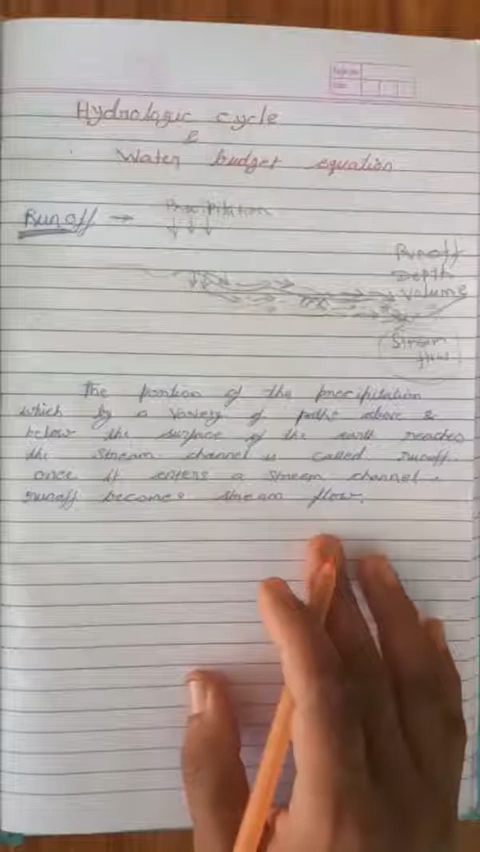 Hydrologic cycle
&
Water budget equation
Runoff → Precipitation
Runoff
Depth
Volume
Stream
flow
The portion of the precipitation
which by a variety of paths above &
below the surface of the earth reaches
the stream channel is called runoff.
once it enters a stream channel,
runoff becomes stream flow.